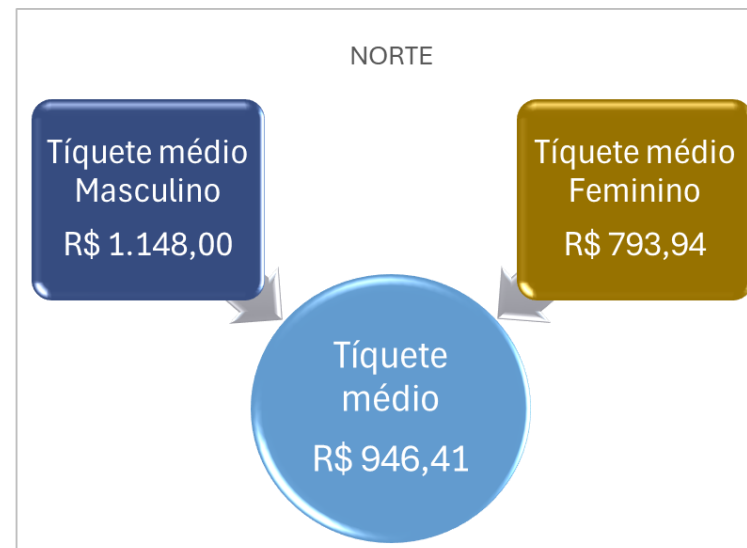 NORTE
Tíquete médio
Masculino
R$ 1.148,00
Tíquete médio
Feminino
R$ 793,94
Tíquete
médio
R$ 946,41